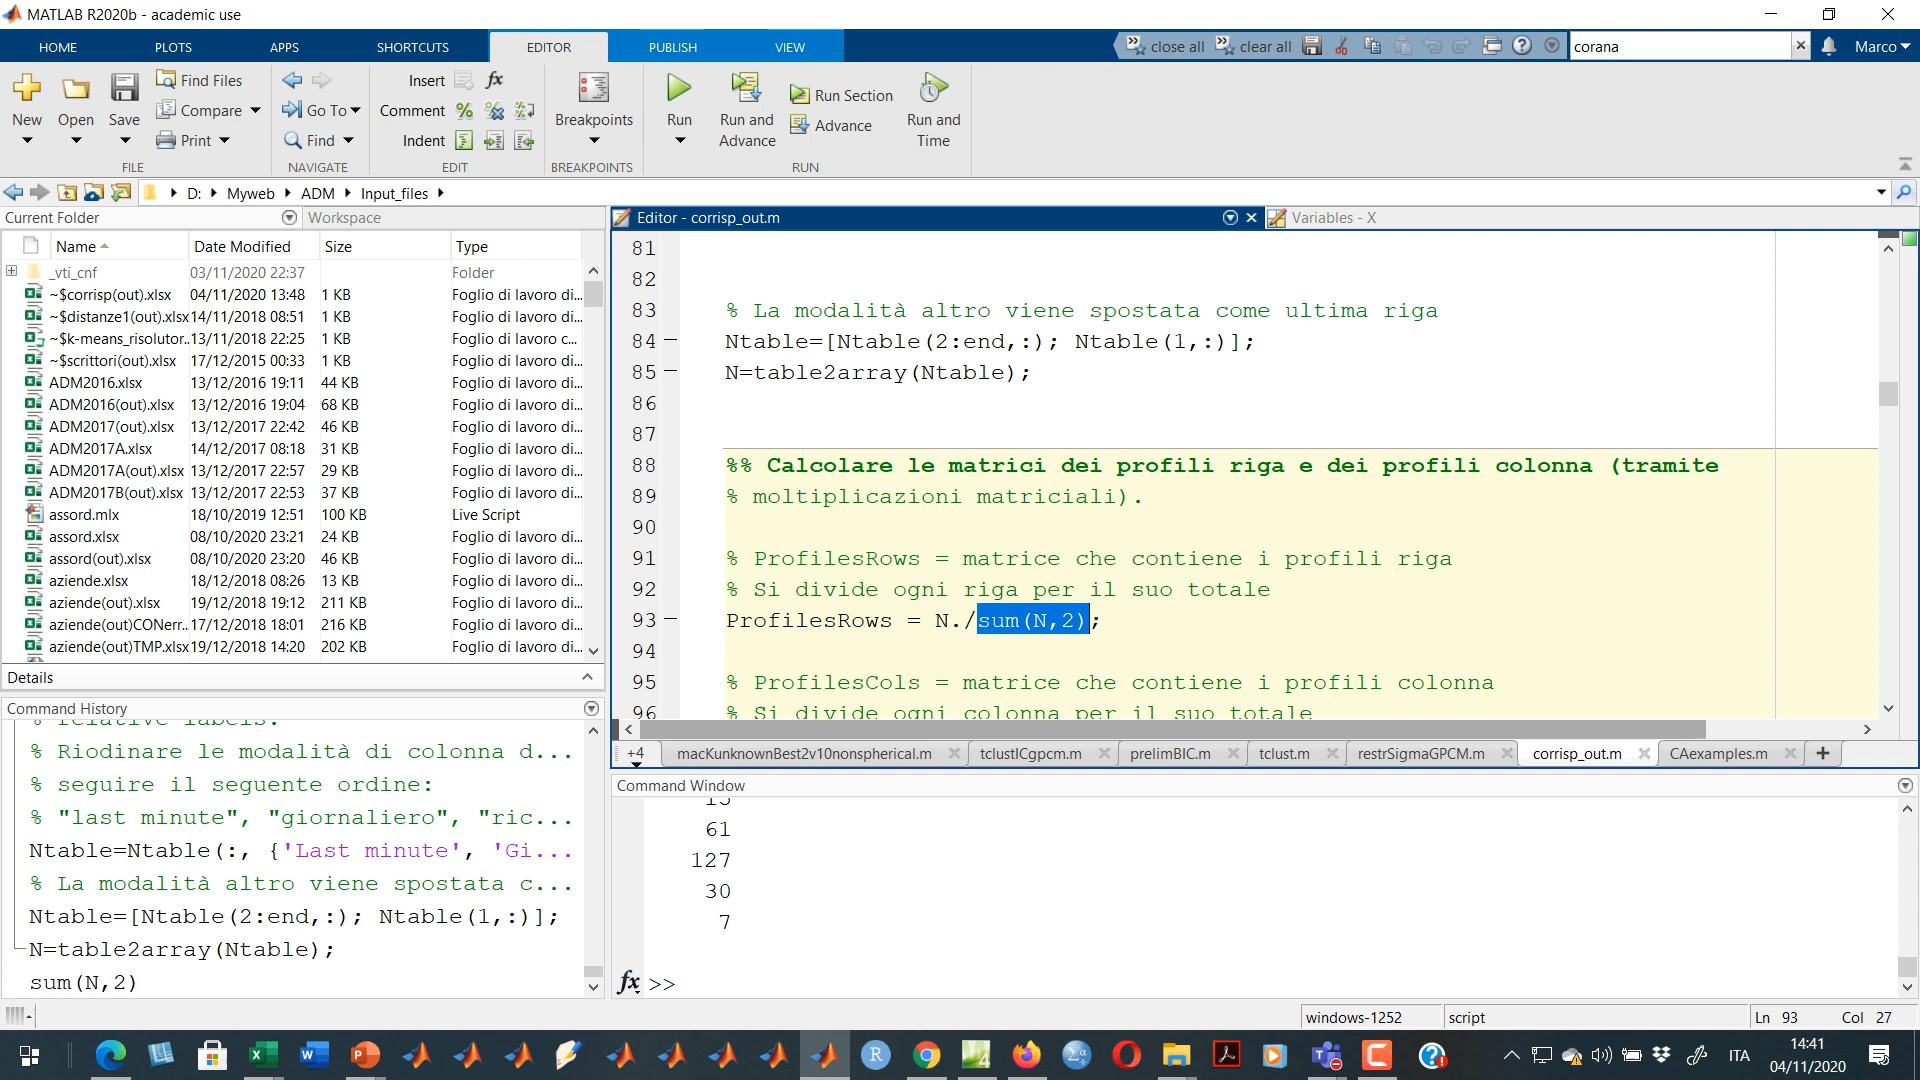 MATLAB R2020b - academic use
HOME PLOTS APPS SHORTCUTS EDITOR PUBLISH VIEW
close all clear all corana Marco
New Open Save Find Files Compare Print
FILE
Go To Find
NAVIGATE
Insert fx
Comment
Indent
EDIT
Breakpoints
BREAKPOINTS
Run Run and Advance Run Section Advance Run and Time
RUN
D: Myweb ADM Input_files
Current Folder Workspace
Name Date Modified Size Type
_vti_cnf 03/11/2020 22:37 Folder
~$corrisp(out).xlsx 04/11/2020 13:48 1 KB Foglio di lavoro di...
~$distanze1(out).xlsx 14/11/2018 08:51 1 KB Foglio di lavoro di...
~$k-means_risolutor... 13/11/2018 22:25 1 KB Foglio di lavoro c...
~$scrittori(out).xlsx 17/12/2015 00:33 1 KB Foglio di lavoro di...
ADM2016.xlsx 13/12/2016 19:11 44 KB Foglio di lavoro di...
ADM2016(out).xlsx 13/12/2016 19:04 68 KB Foglio di lavoro di...
ADM2017(out).xlsx 13/12/2017 22:42 46 KB Foglio di lavoro di...
ADM2017A.xlsx 14/12/2017 08:18 31 KB Foglio di lavoro di...
ADM2017A(out).xlsx 13/12/2017 22:57 29 KB Foglio di lavoro di...
ADM2017B(out).xlsx 13/12/2017 22:53 37 KB Foglio di lavoro di...
assord.mlx 18/10/2019 12:51 100 KB Live Script
assord.xlsx 08/10/2020 23:21 24 KB Foglio di lavoro di...
assord(out).xlsx 08/10/2020 23:20 46 KB Foglio di lavoro di...
aziende.xlsx 18/12/2018 08:26 13 KB Foglio di lavoro di...
aziende(out).xlsx 19/12/2018 19:12 211 KB Foglio di lavoro di...
aziende(out)CONerr... 17/12/2018 18:01 216 KB Foglio di lavoro di...
aziende(out)TMP.xlsx 19/12/2018 14:20 202 KB Foglio di lavoro di...
Details
Command History
% relative labels.
% Riodinare le modalità di colonna d...
% seguire il seguente ordine:
% "last minute", "giornaliero", "ric...
Ntable=Ntable(:, {'Last minute', 'Gi...
% La modalità altro viene spostata c...
Ntable=[Ntable(2:end,:); Ntable(1,:)];
N=table2array(Ntable);
sum(N,2)
Editor - corrisp_out.m Variables - X
81
82
83 % La modalità altro viene spostata come ultima riga
84 — Ntable=[Ntable(2:end,:); Ntable(1,:)];
85 — N=table2array(Ntable);
86
87
88 %% Calcolare le matrici dei profili riga e dei profili colonna (tramite
89 % moltiplicazioni matriciali).
90
91 % ProfilesRows = matrice che contiene i profili riga
92 % Si divide ogni riga per il suo totale
93 — ProfilesRows = N./sum(N,2);
94
95 % ProfilesCols = matrice che contiene i profili colonna
96 % Si divide ogni colonna per il suo totale
+4 macKunknownBest2v10nonspherical.m tclustICgpcm.m prelimBIC.m tclust.m restrSigmaGPCM.m corrisp_out.m CAexamples.m +
Command Window
15
61
127
30
7
fx >>
windows-1252 script Ln 93 Col 27
ITA 14:41
04/11/2020